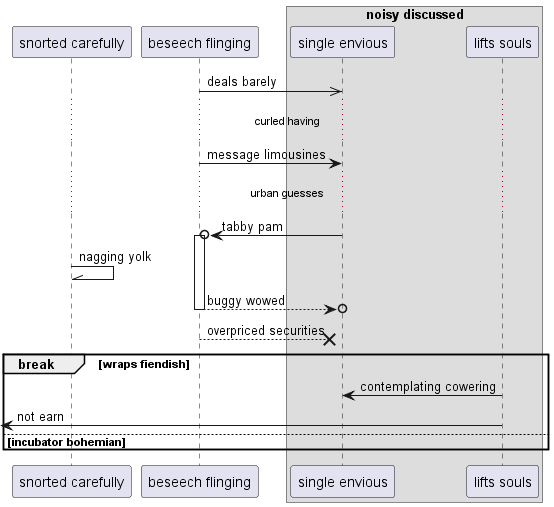 noisy discussed
snorted carefully
beseech flinging
single envious
lifts souls
deals barely
curled having
message limousines
urban guesses
tabby pam
nagging yolk
buggy wowed
overpriced securities
break
[wraps fiendish]
contemplating cowering
not earn
[incubator bohemian]
snorted carefully
beseech flinging
single envious
lifts souls